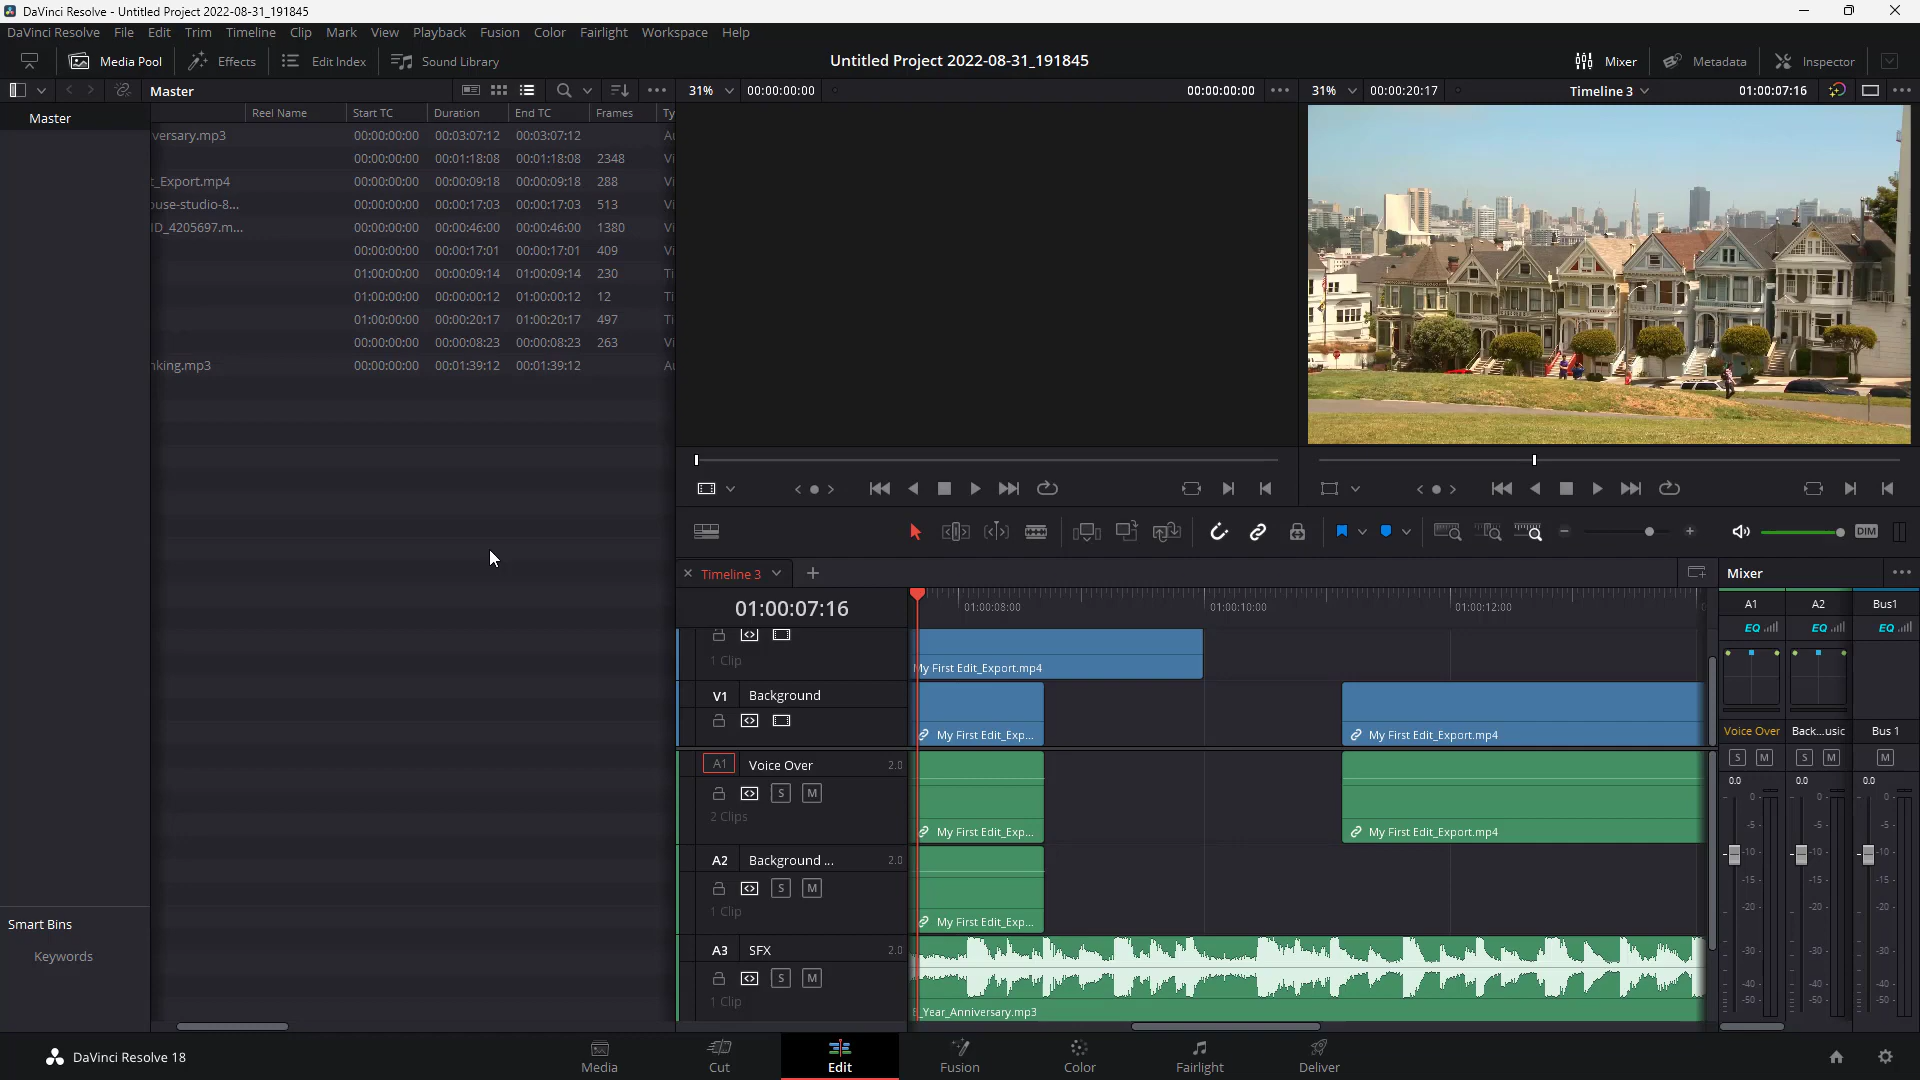 DaVinci Resolve - Untitled Project 2022-08-31_191845
DaVinci Resolve File Edit Trim Timeline Clip Mark View Playback Fusion Color Fairlight Workspace Help
Media Pool Effects Edit Index Sound Library Untitled Project 2022-08-31_191845 Mixer Metadata Inspector
Master 31% 00:00:00:00 00:00:00:00 31% 00:00:20:17 Timeline 3 01:00:07:16
Master
Reel Name Start TC Duration End TC Frames Ty
versary.mp3 00:00:00:00 00:03:07:12 00:03:07:12 Au
00:00:00:00 00:01:18:08 00:01:18:08 2348 Vi
t_Export.mp4 00:00:00:00 00:00:09:18 00:00:09:18 288 Vi
ouse-studio-8... 00:00:00:00 00:00:17:03 00:00:17:03 513 Vi
ID_4205697.m... 00:00:00:00 00:00:46:00 00:00:46:00 1380 Vi
00:00:00:00 00:00:17:01 00:00:17:01 409 Vi
01:00:00:00 00:00:09:14 01:00:09:14 230 Ti
01:00:00:00 00:00:00:12 01:00:00:12 12 Ti
01:00:00:00 00:00:20:17 01:00:20:17 497 Ti
00:00:00:00 00:00:08:23 00:00:08:23 263 Vi
nking.mp3 00:00:00:00 00:01:39:12 00:01:39:12 Au
DIM
Timeline 3 Mixer
01:00:07:16 01:00:08:00 01:00:10:00 01:00:12:00
A1 A2 Bus1
EQ EQ EQ
1 Clip My First Edit_Export.mp4
V1 Background
My First Edit_Exp... My First Edit_Export.mp4
Voice Over Back...usic Bus 1
S M S M M
A1 Voice Over 2.0
0.0 0.0 0.0
S M
2 Clips
My First Edit_Exp... My First Edit_Export.mp4
A2 Background ... 2.0
S M
1 Clip
My First Edit_Exp...
A3 SFX 2.0
S M
1 Clip
_Year_Anniversary.mp3
0 -5 -10 -15 -20 -30 -40 -50
0 -5 -10 -15 -20 -30 -40 -50
0 -5 -10 -15 -20 -30 -40 -50
Smart Bins
Keywords
DaVinci Resolve 18
Media Cut Edit Fusion Color Fairlight Deliver